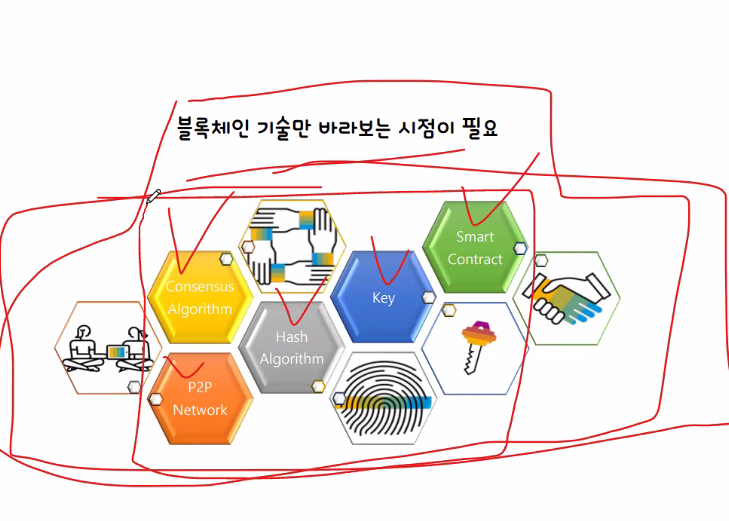 블록체인 기술만 바라보는 시점이 필요
Smart
Contract
Consensus
Algorithm
Key
Hash
Algorithm
P2P
Network